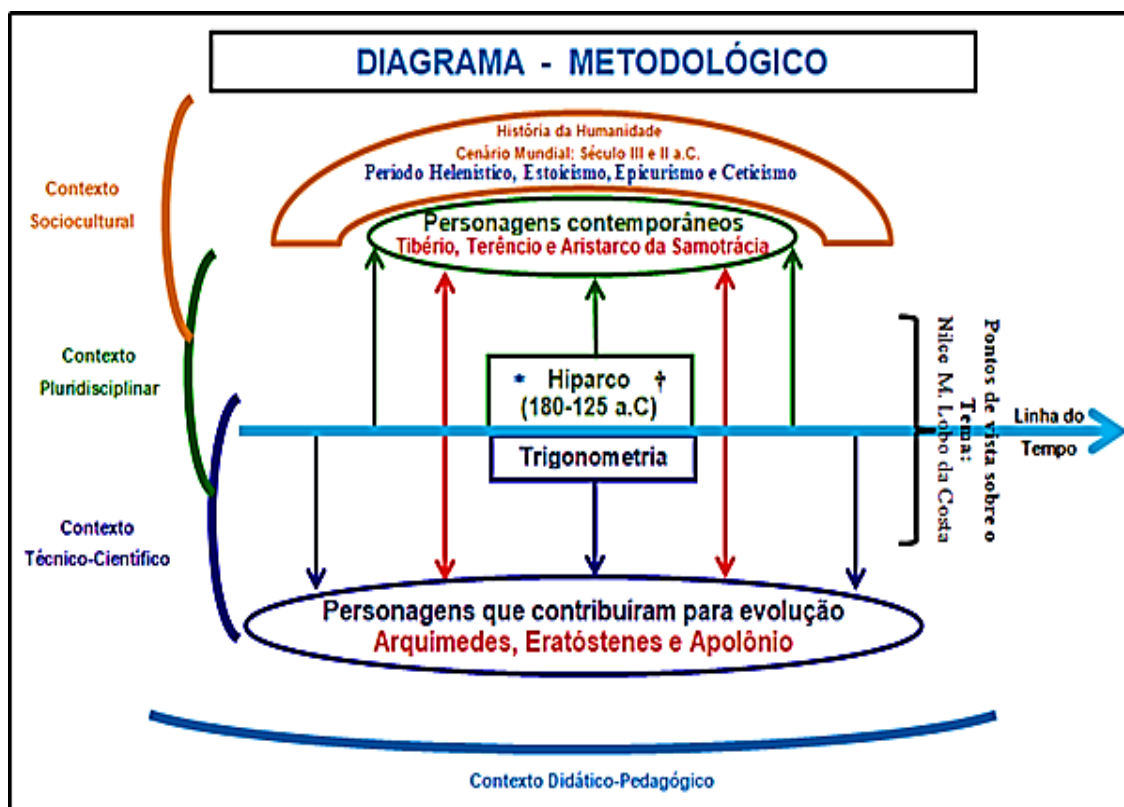 DIAGRAMA - METODOLÓGICO
História da Humanidade
Cenário Mundial: Século III e II a.C.
Período Helenístico, Estoicismo, Epicurismo e Ceticismo
Contexto
Sociocultural
Personagens contemporâneos
Tibério, Terêncio e Aristarco da Samotrácia
Contexto
Pluridisciplinar
* Hiparco †
(180-125 a.C)
Trigonometria
Pontos de vista sobre o
Tema:
Nilce M. Lobo da Costa
Linha do
Tempo
Contexto
Técnico-Científico
Personagens que contribuíram para evolução
Arquimedes, Eratóstenes e Apolônio
Contexto Didático-Pedagógico